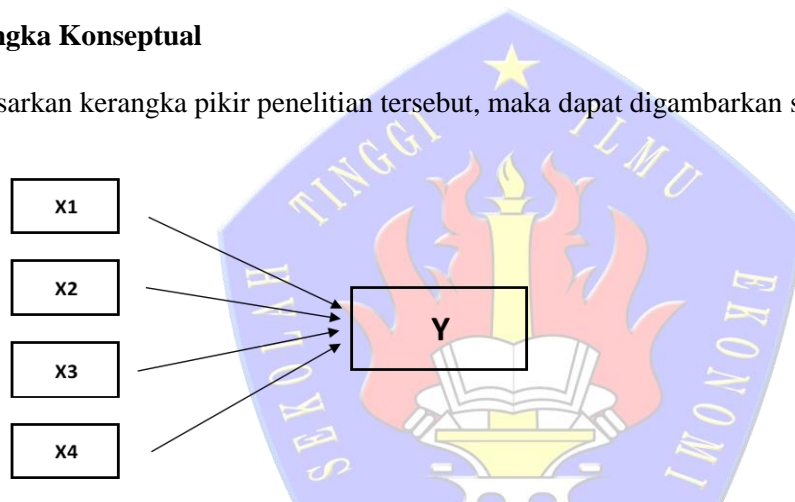 ngka Konseptual
sarkan kerangka pikir penelitian tersebut, maka dapat digambarkan s
X1
X2
X3
X4
Y
SEKOLAH TINGGI ILMU EKONOMI